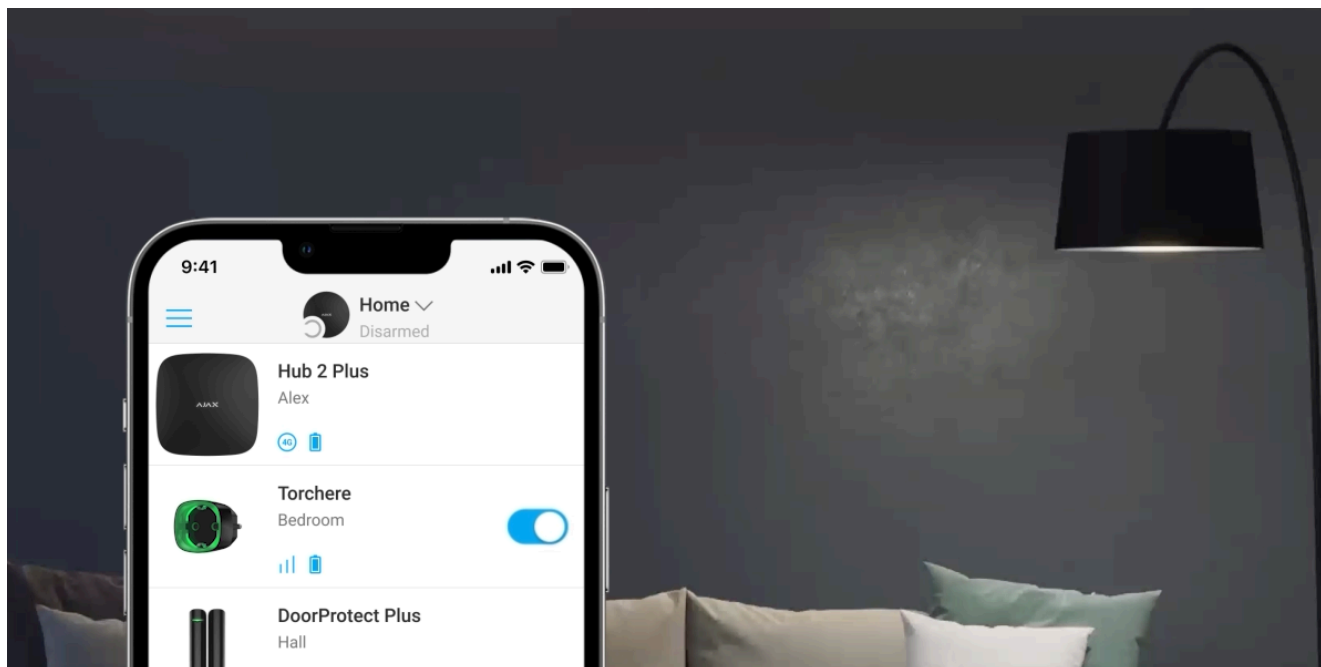 9:41
Home
Disarmed
AJAX
Hub 2 Plus
Alex
4G
Torchere
Bedroom
DoorProtect Plus
Hall